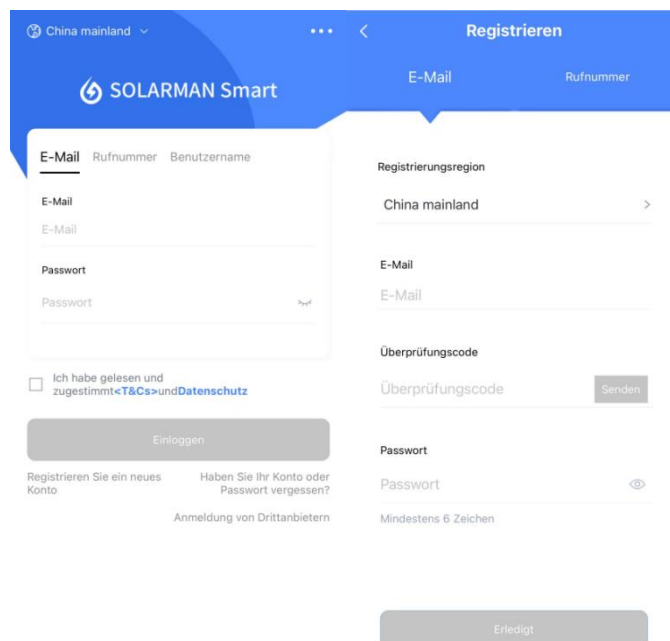 China mainland
SOLARMAN Smart
E-Mail Rufnummer Benutzername
E-Mail
E-Mail
Passwort
Passwort
Ich habe gelesen und
zugestimmt<T&Cs>undDatenschutz
Einloggen
Registrieren Sie ein neues
Konto
Haben Sie Ihr Konto oder
Passwort vergessen?
Anmeldung von Drittanbietern
Registrieren
E-Mail Rufnummer
Registrierungsregion
China mainland
E-Mail
E-Mail
Überprüfungscode
Überprüfungscode Senden
Passwort
Passwort
Mindestens 6 Zeichen
Erledigt